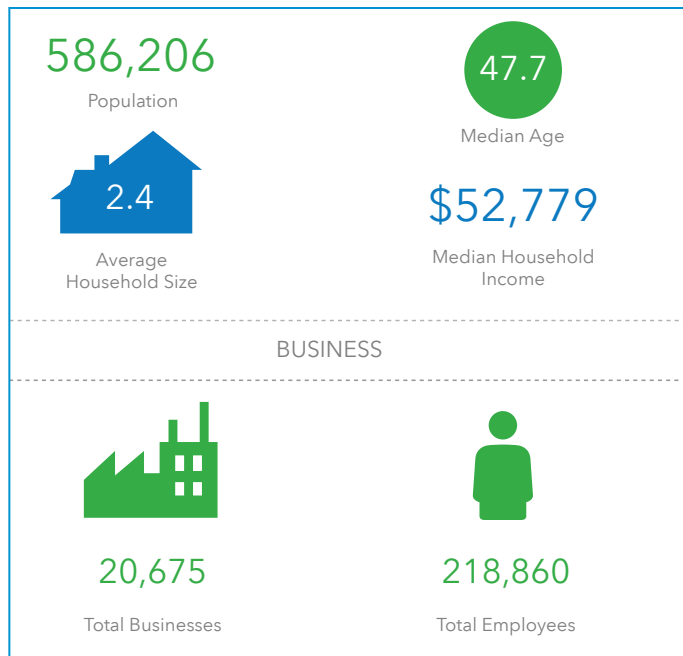 586,206
Population
47.7
Median Age
2.4
Average
Household Size
$52,779
Median Household
Income
BUSINESS
20,675
Total Businesses
218,860
Total Employees